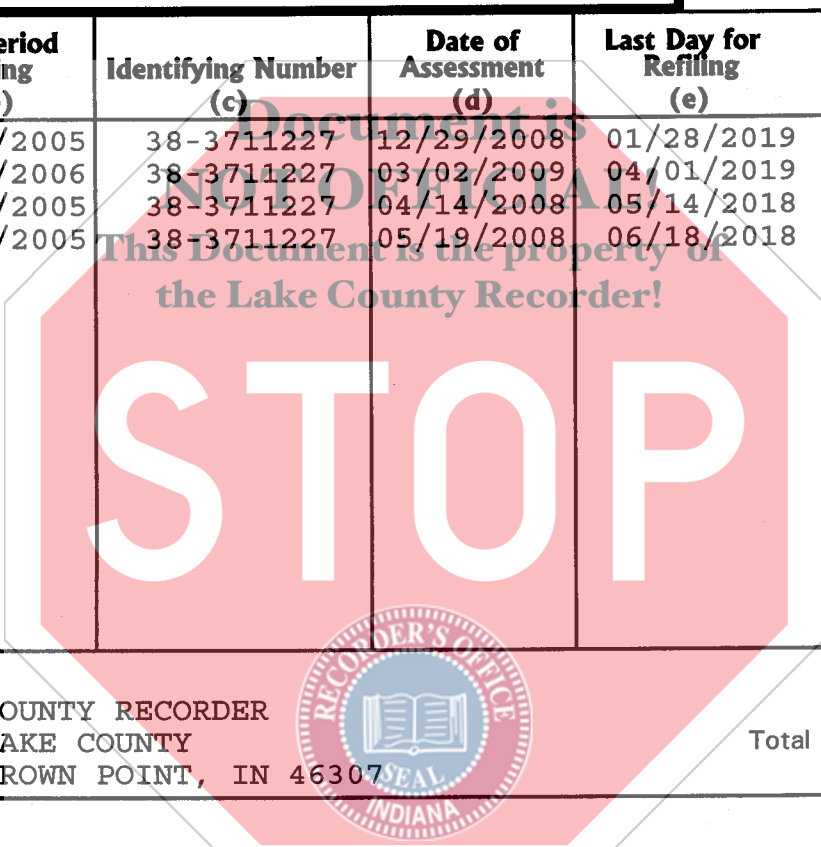 eriod Identifying Number Date of Last Day for
ng (c) Assessment Refiling
) (d) (e)
/2005 38-3711227 12/29/2008 01/28/2019
/2006 38-3711227 03/02/2009 04/01/2019
/2005 38-3711227 04/14/2008 05/14/2018
/2005 38-3711227 05/19/2008 06/18/2018
Document is
NOT OFFICIAL!
This Document is the property of
the Lake County Recorder!
STOP
RECORDER'S OFFICE
SEAL
INDIANA
OUNTY RECORDER
AKE COUNTY
ROWN POINT, IN 46307
Total